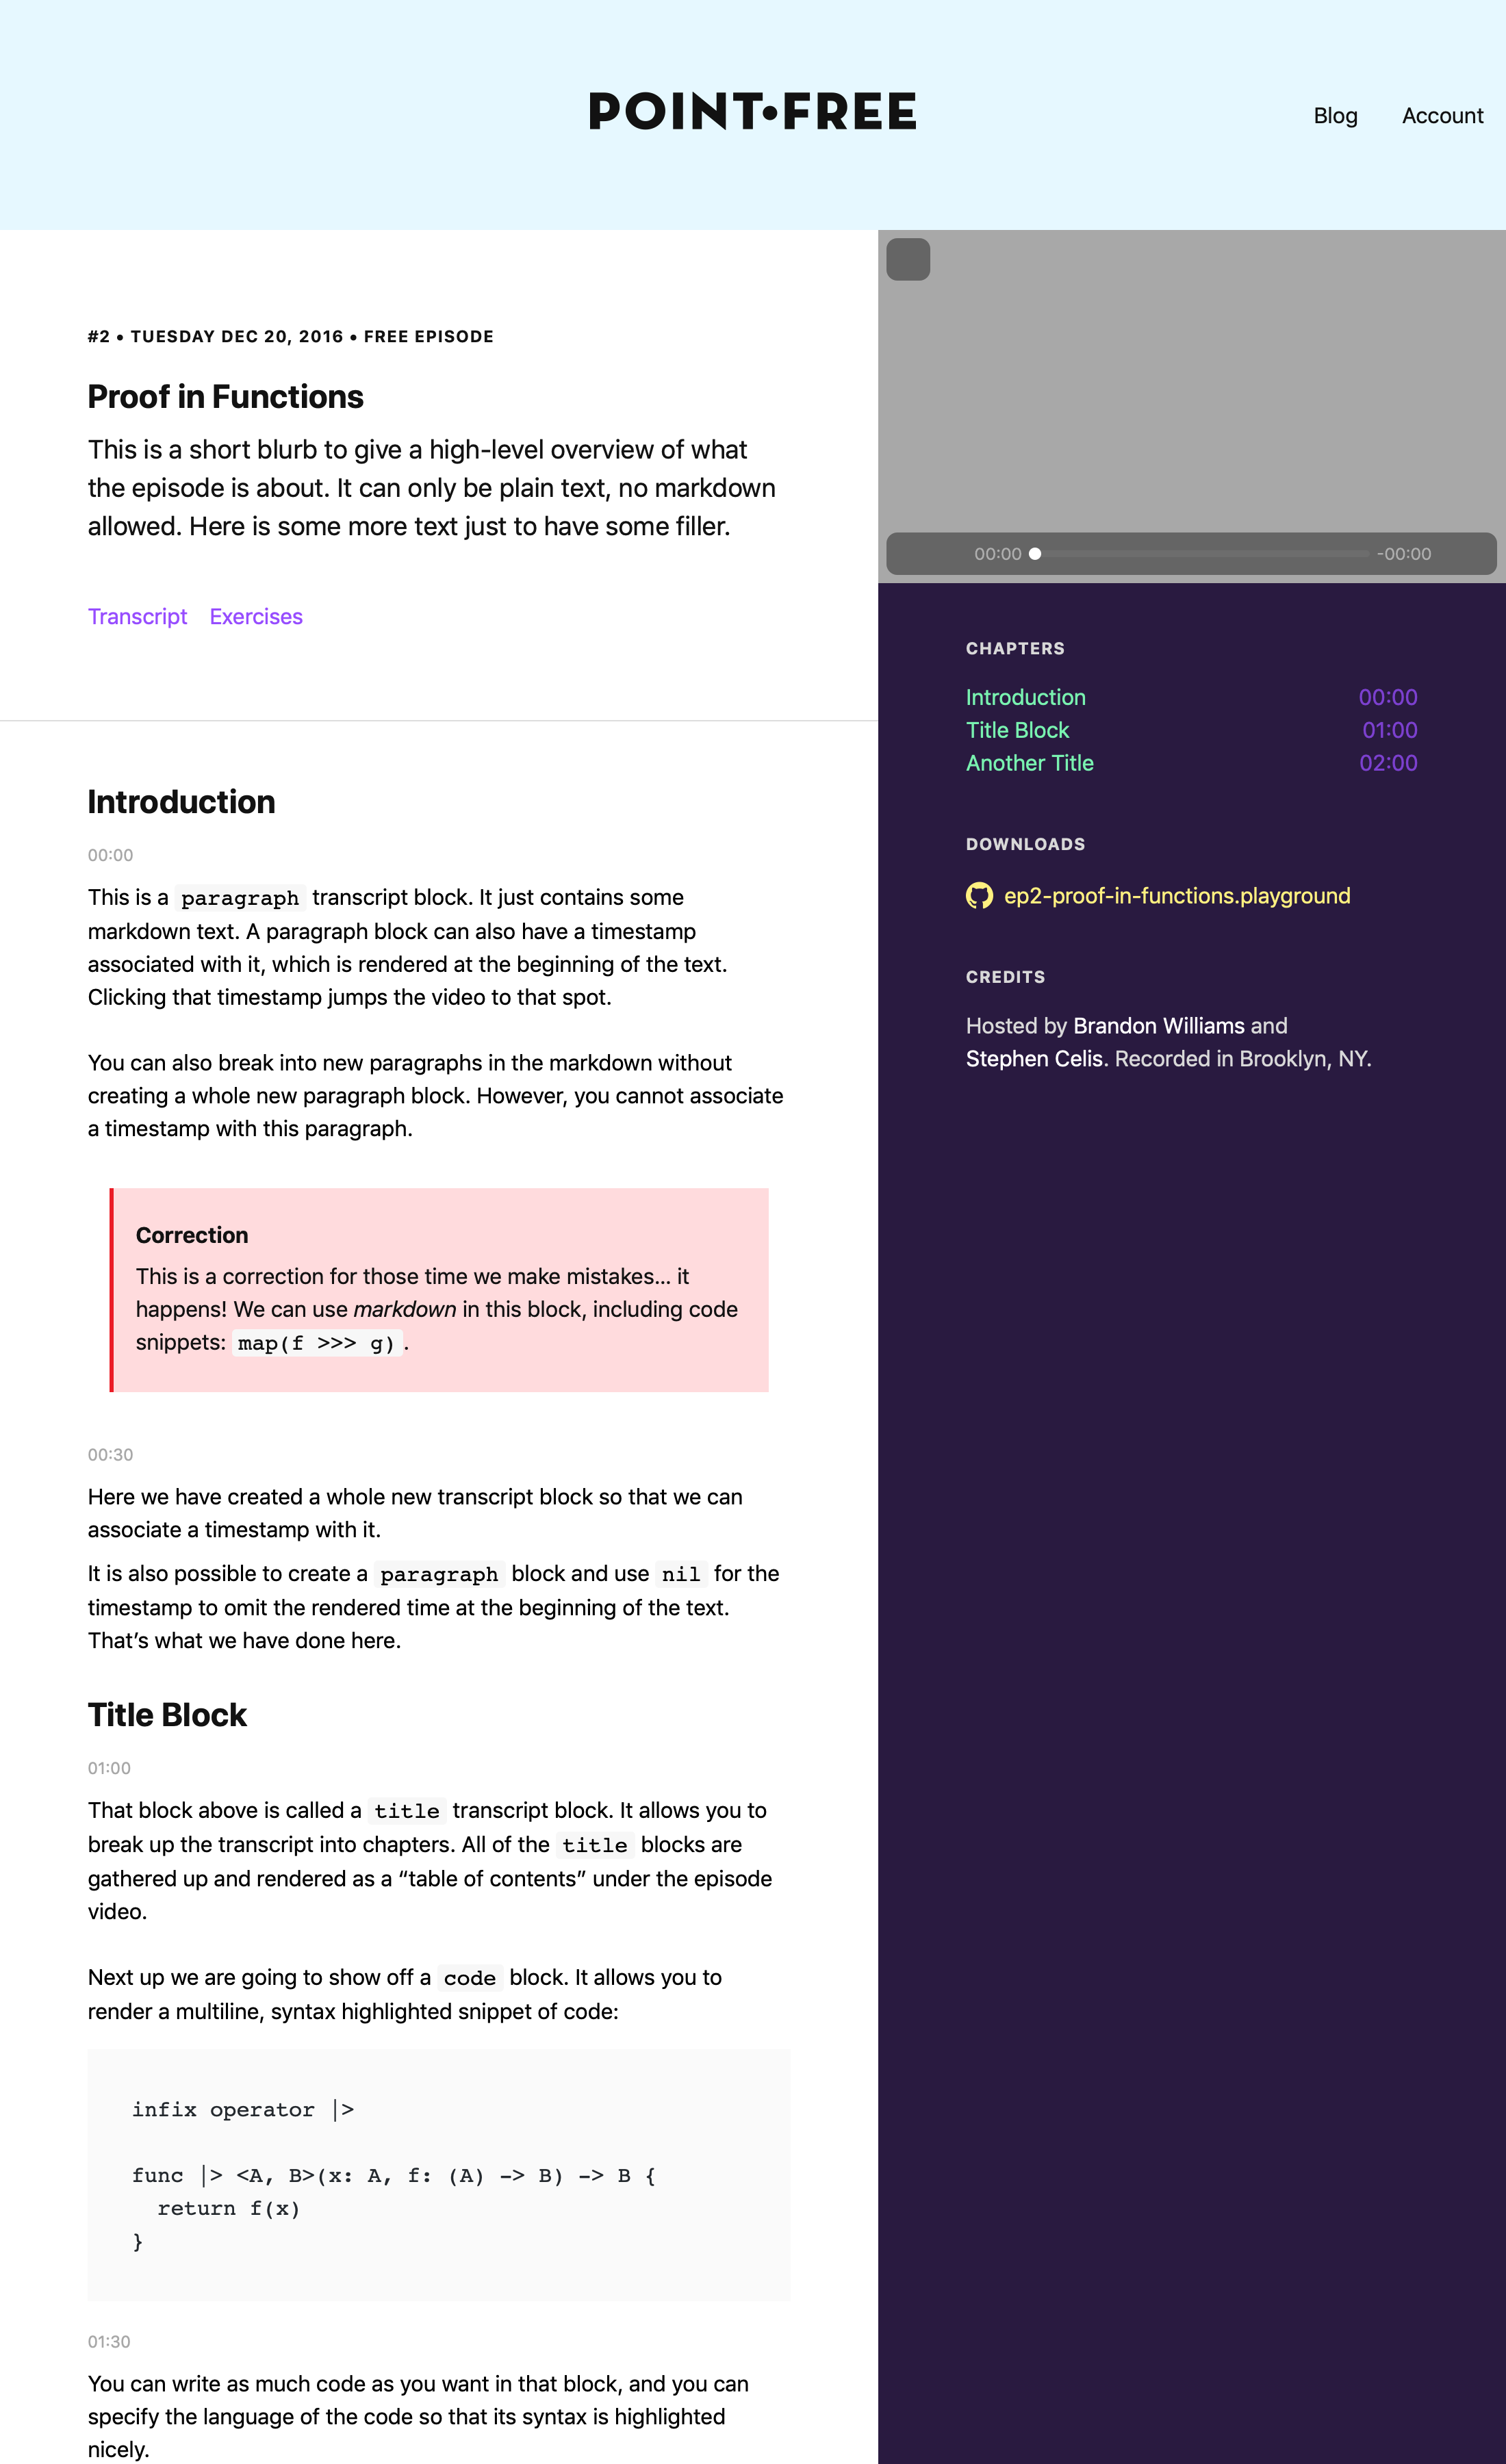 POINT•FREE
Blog
Account
#2 • TUESDAY DEC 20, 2016 • FREE EPISODE
Proof in Functions
This is a short blurb to give a high-level overview of what
the episode is about. It can only be plain text, no markdown
allowed. Here is some more text just to have some filler.
Transcript Exercises
Introduction
00:00
This is a paragraph transcript block. It just contains some
markdown text. A paragraph block can also have a timestamp
associated with it, which is rendered at the beginning of the text.
Clicking that timestamp jumps the video to that spot.
You can also break into new paragraphs in the markdown without
creating a whole new paragraph block. However, you cannot associate
a timestamp with this paragraph.
Correction
This is a correction for those time we make mistakes… it
happens! We can use markdown in this block, including code
snippets: map(f >>> g).
00:30
Here we have created a whole new transcript block so that we can
associate a timestamp with it.
It is also possible to create a paragraph block and use nil for the
timestamp to omit the rendered time at the beginning of the text.
That’s what we have done here.
Title Block
01:00
That block above is called a title transcript block. It allows you to
break up the transcript into chapters. All of the title blocks are
gathered up and rendered as a “table of contents” under the episode
video.
Next up we are going to show off a code block. It allows you to
render a multiline, syntax highlighted snippet of code:
infix operator |>
func |> <A, B>(x: A, f: (A) -> B) -> B {
  return f(x)
}
01:30
You can write as much code as you want in that block, and you can
specify the language of the code so that its syntax is highlighted
nicely.
00:00 -00:00
CHAPTERS
Introduction 00:00
Title Block 01:00
Another Title 02:00
DOWNLOADS
ep2-proof-in-functions.playground
CREDITS
Hosted by Brandon Williams and
Stephen Celis. Recorded in Brooklyn, NY.